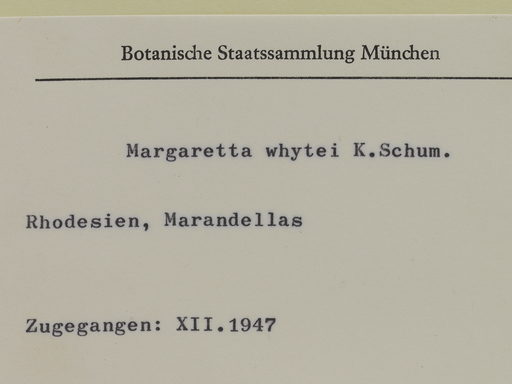 Botanische Staatssammlung München
Margaretta whytei K.Schum.
Rhodesien, Marandellas
Zugegangen: XII.1947